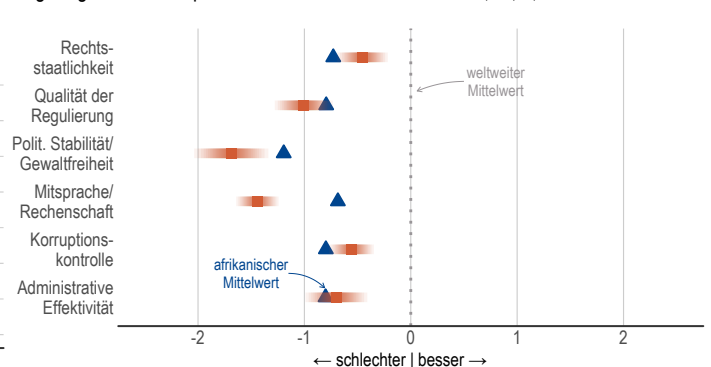 Rechts-
staatlichkeit
weltweiter
Mittelwert
Qualität der
Regulierung
Polit. Stabilität/
Gewaltfreiheit
Mitsprache/
Rechenschaft
Korruptions-
kontrolle
afrikanischer
Mittelwert
Administrative
Effektivität
-2 -1 0 1 2
← schlechter | besser →